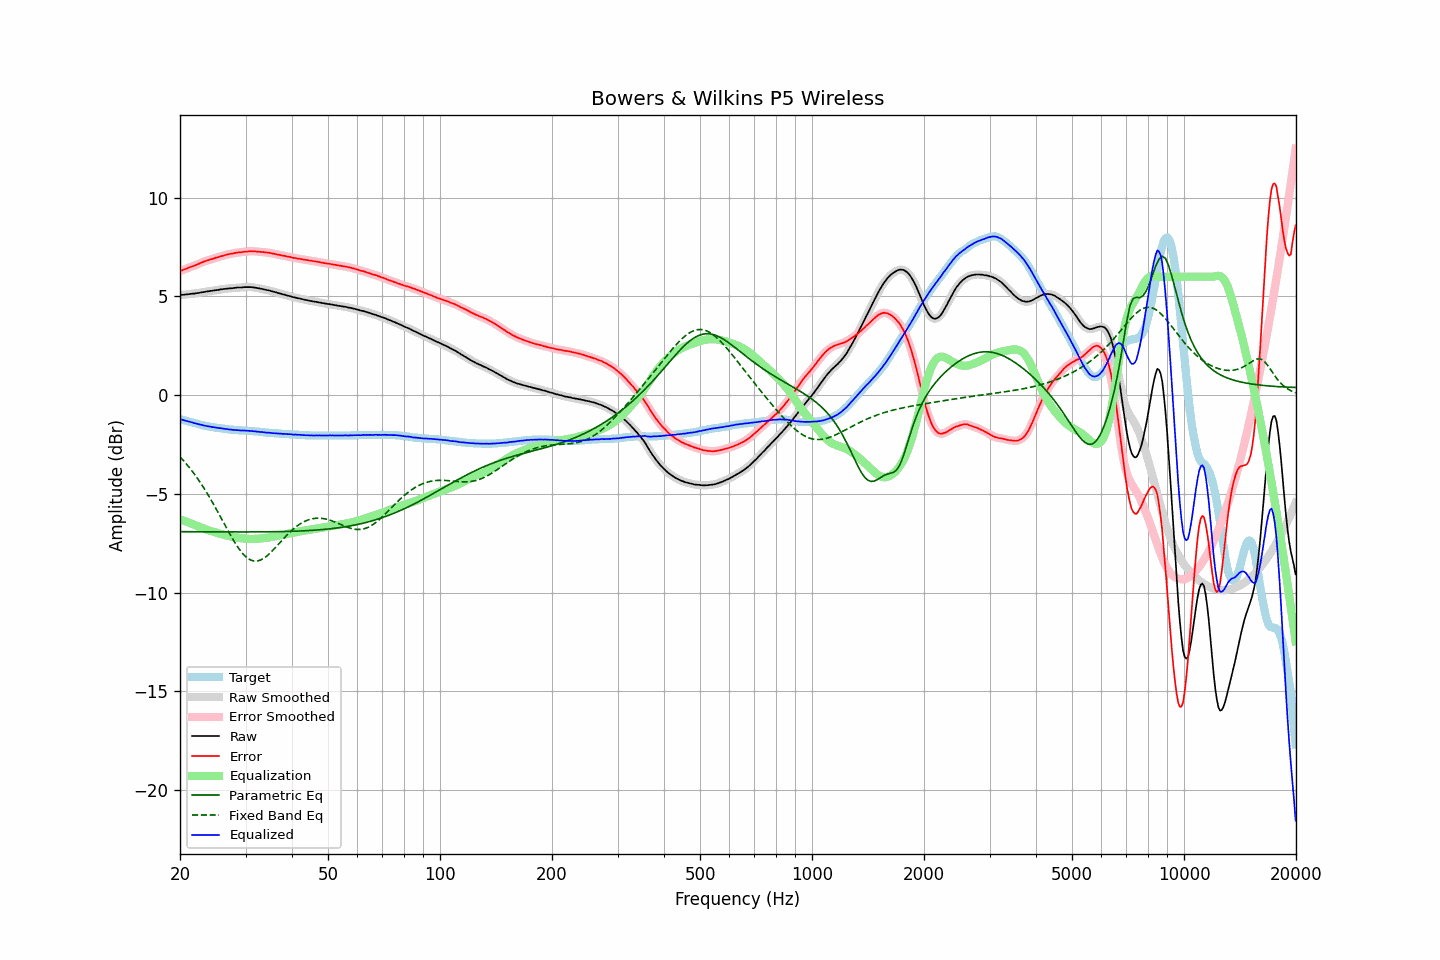 Bowers & Wilkins P5 Wireless
Amplitude (dBr)
10
5
0
−5
−10
−15
−20
Target
Raw Smoothed
Error Smoothed
Raw
Error
Equalization
Parametric Eq
Fixed Band Eq
Equalized
20 50 100 200 500 1000 2000 5000 10000 20000
Frequency (Hz)